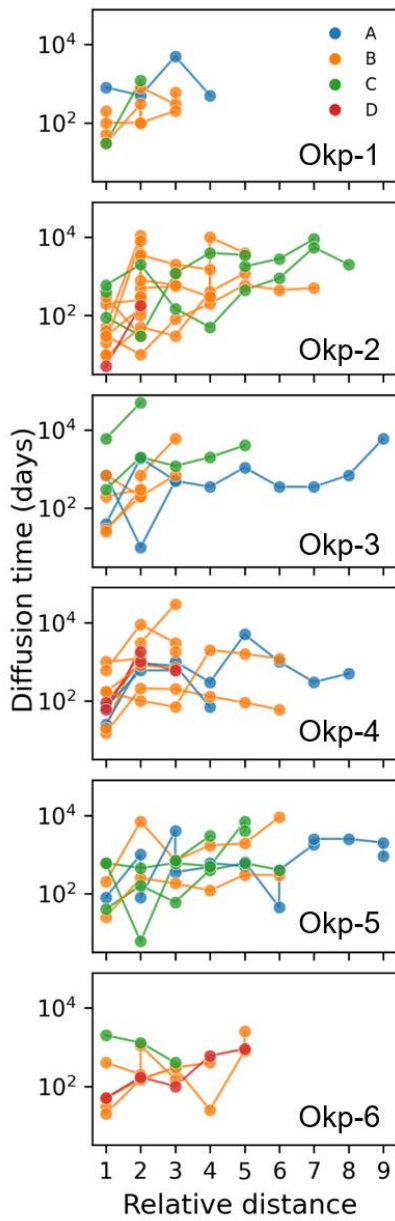 10^4
10^2
A
B
C
D
Okp-1
10^4
10^2
Okp-2
10^4
10^2
Okp-3
Diffusion time (days)
10^4
10^2
Okp-4
10^4
10^2
Okp-5
10^4
10^2
Okp-6
1 2 3 4 5 6 7 8 9
Relative distance